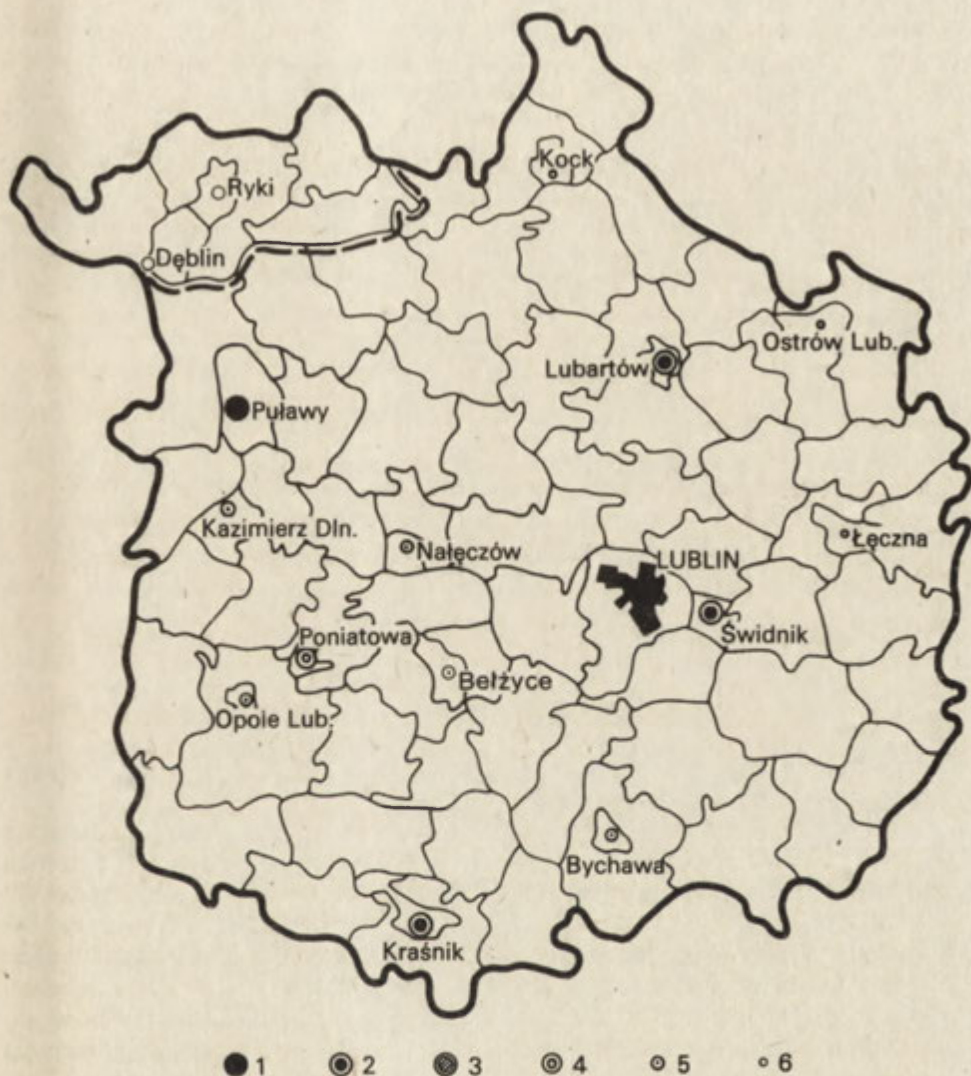 Kock
Ryki
Dęblin
Ostrów Lub.
Lubartów
Puławy
Kazimierz Dln.
Nałęczów
Łęczna
LUBLIN
Świdnik
Poniatowa
Bełżyce
Opoie Lub.
Bychawa
Kraśnik
1 2 3 4 5 6